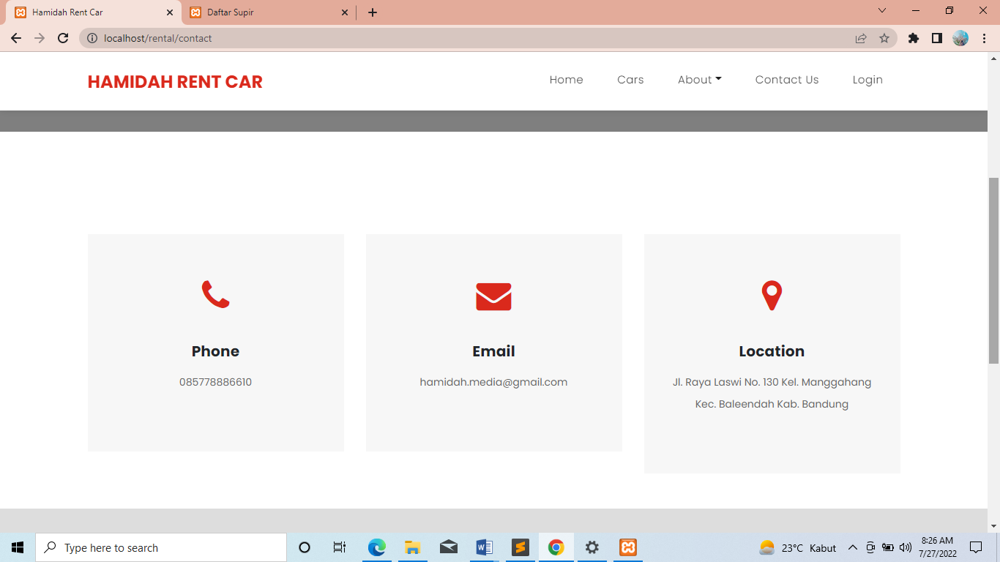 Hamidah Rent Car
Daftar Supir
localhost/rental/contact
HAMIDAH RENT CAR
Home
Cars
About
Contact Us
Login
Phone
085778886610
Email
hamidah.media@gmail.com
Location
Jl. Raya Laswi No. 130 Kel. Manggahang
Kec. Baleendah Kab. Bandung
Type here to search
23°C Kabut
8:26 AM
7/27/2022